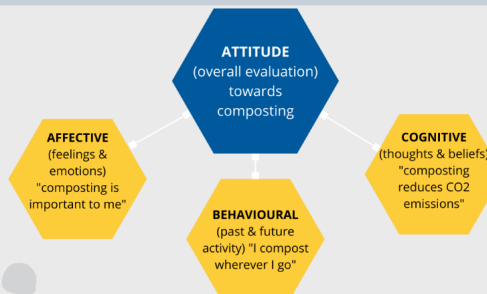 ATTITUDE
(overall evaluation)
towards
composting
AFFECTIVE
(feelings &
emotions)
"composting is
important to me"
BEHAVIOURAL
(past & future
activity) "I compost
wherever I go"
COGNITIVE
(thoughts & beliefs)
"composting
reduces CO2
emissions"